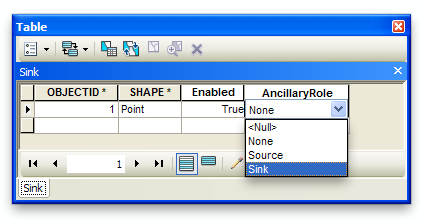 Table
Sink
OBJECTID * SHAPE * Enabled AncillaryRole
1 Point True None
<Null>
None
Source
Sink
1
Sink